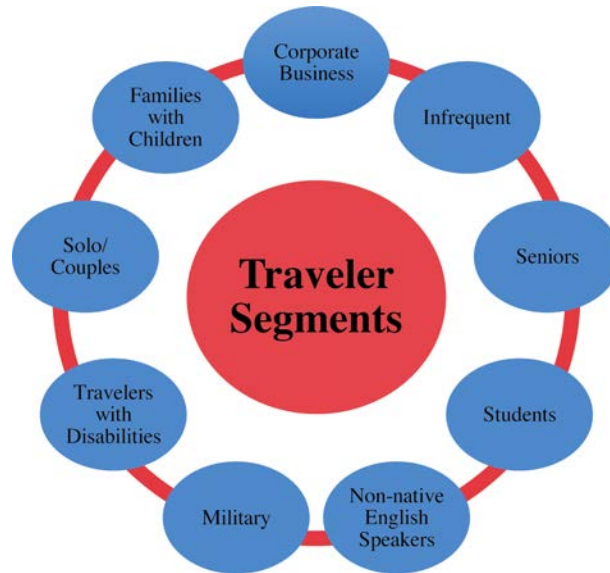 Corporate
Business
Infrequent
Seniors
Students
Non-native
English
Speakers
Military
Travelers
with
Disabilities
Solo/
Couples
Families
with
Children
Traveler
Segments